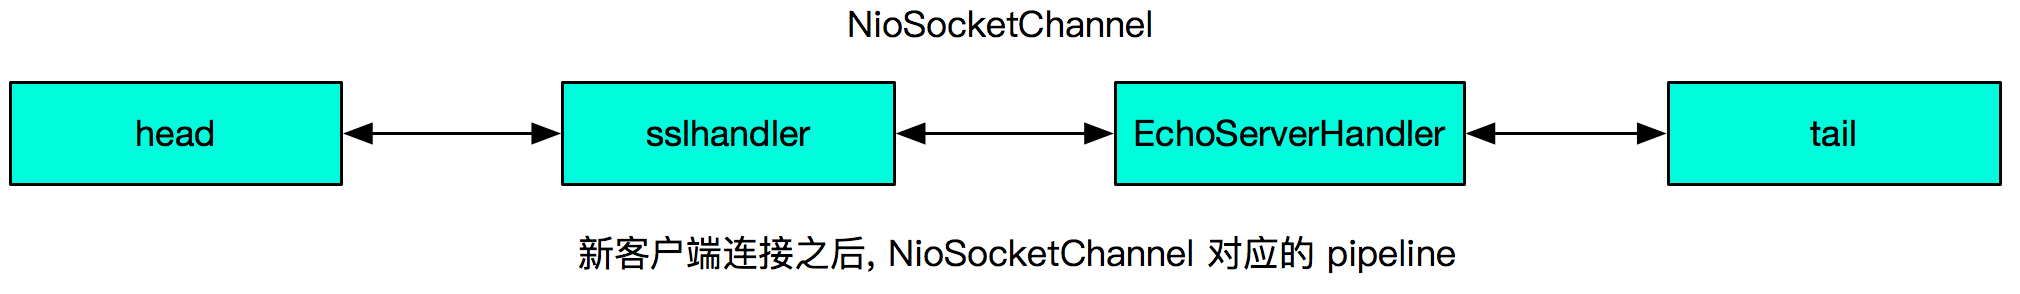 NioSocketChannel
head
sslhandler
EchoServerHandler
tail
新客户端连接之后, NioSocketChannel 对应的 pipeline